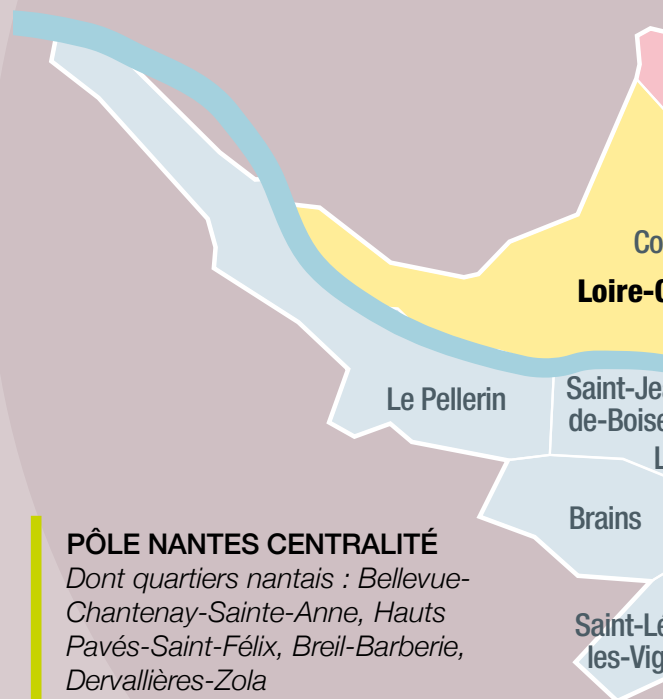 Co
Loire-
Le Pellerin
Saint-Je
de-Boise
L
Brains
PÔLE NANTES CENTRALITÉ
Dont quartiers nantais : Bellevue-
Chantenay-Sainte-Anne, Hauts
Pavés-Saint-Félix, Breil-Barberie,
Dervallières-Zola
Saint-Lé
les-Vig